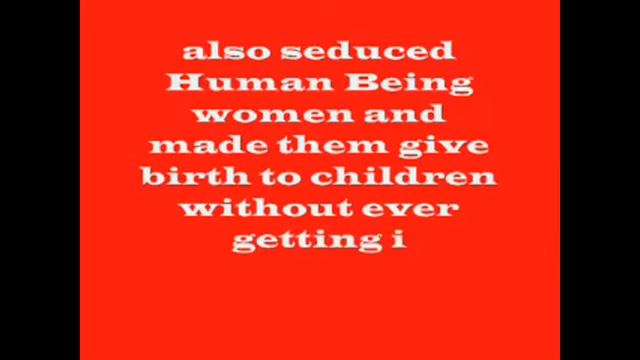 also seduced
Human Being
women and
made them give
birth to children
without ever
getting i